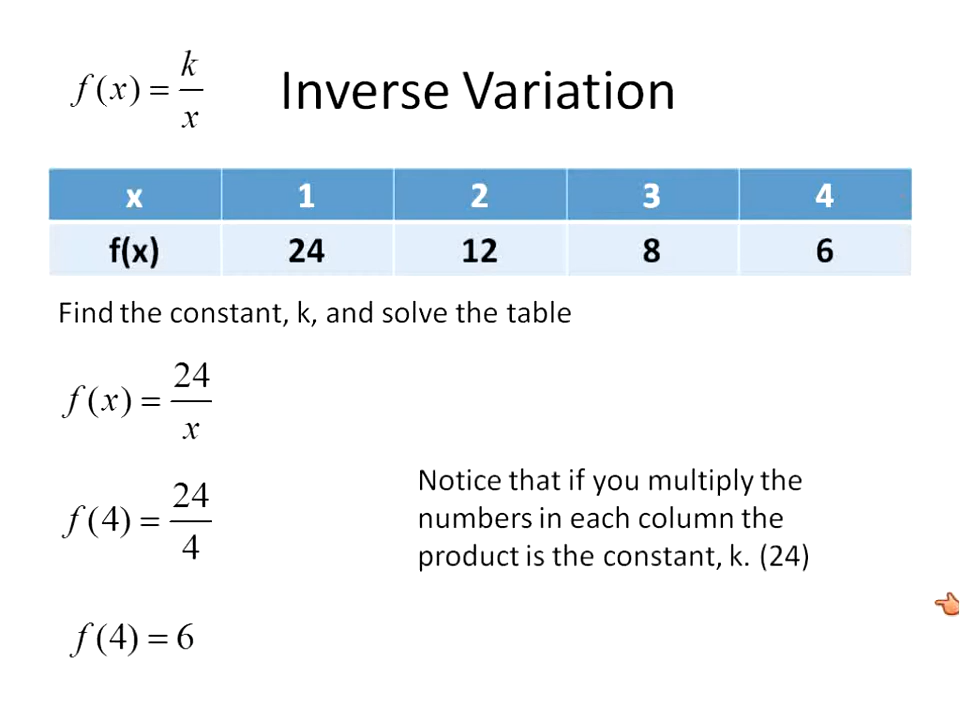 f(x) = k/x
Inverse Variation
x 1 2 3 4
f(x) 24 12 8 6
Find the constant, k, and solve the table
f(x) = 24/x
f(4) = 24/4
Notice that if you multiply the
numbers in each column the
product is the constant, k. (24)
f(4) = 6